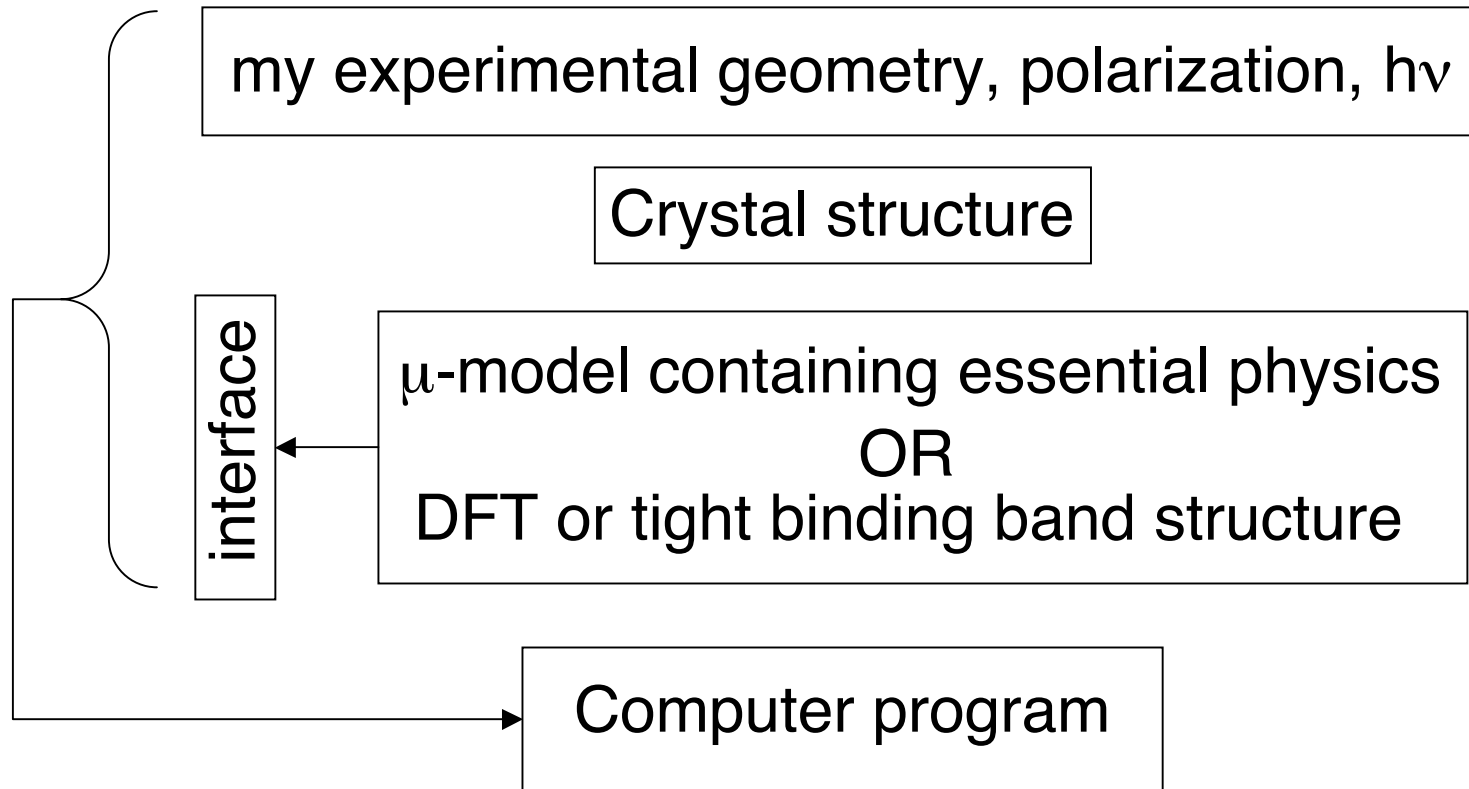 my experimental geometry, polarization, hν
Crystal structure
interface
μ-model containing essential physics
OR
DFT or tight binding band structure
Computer program